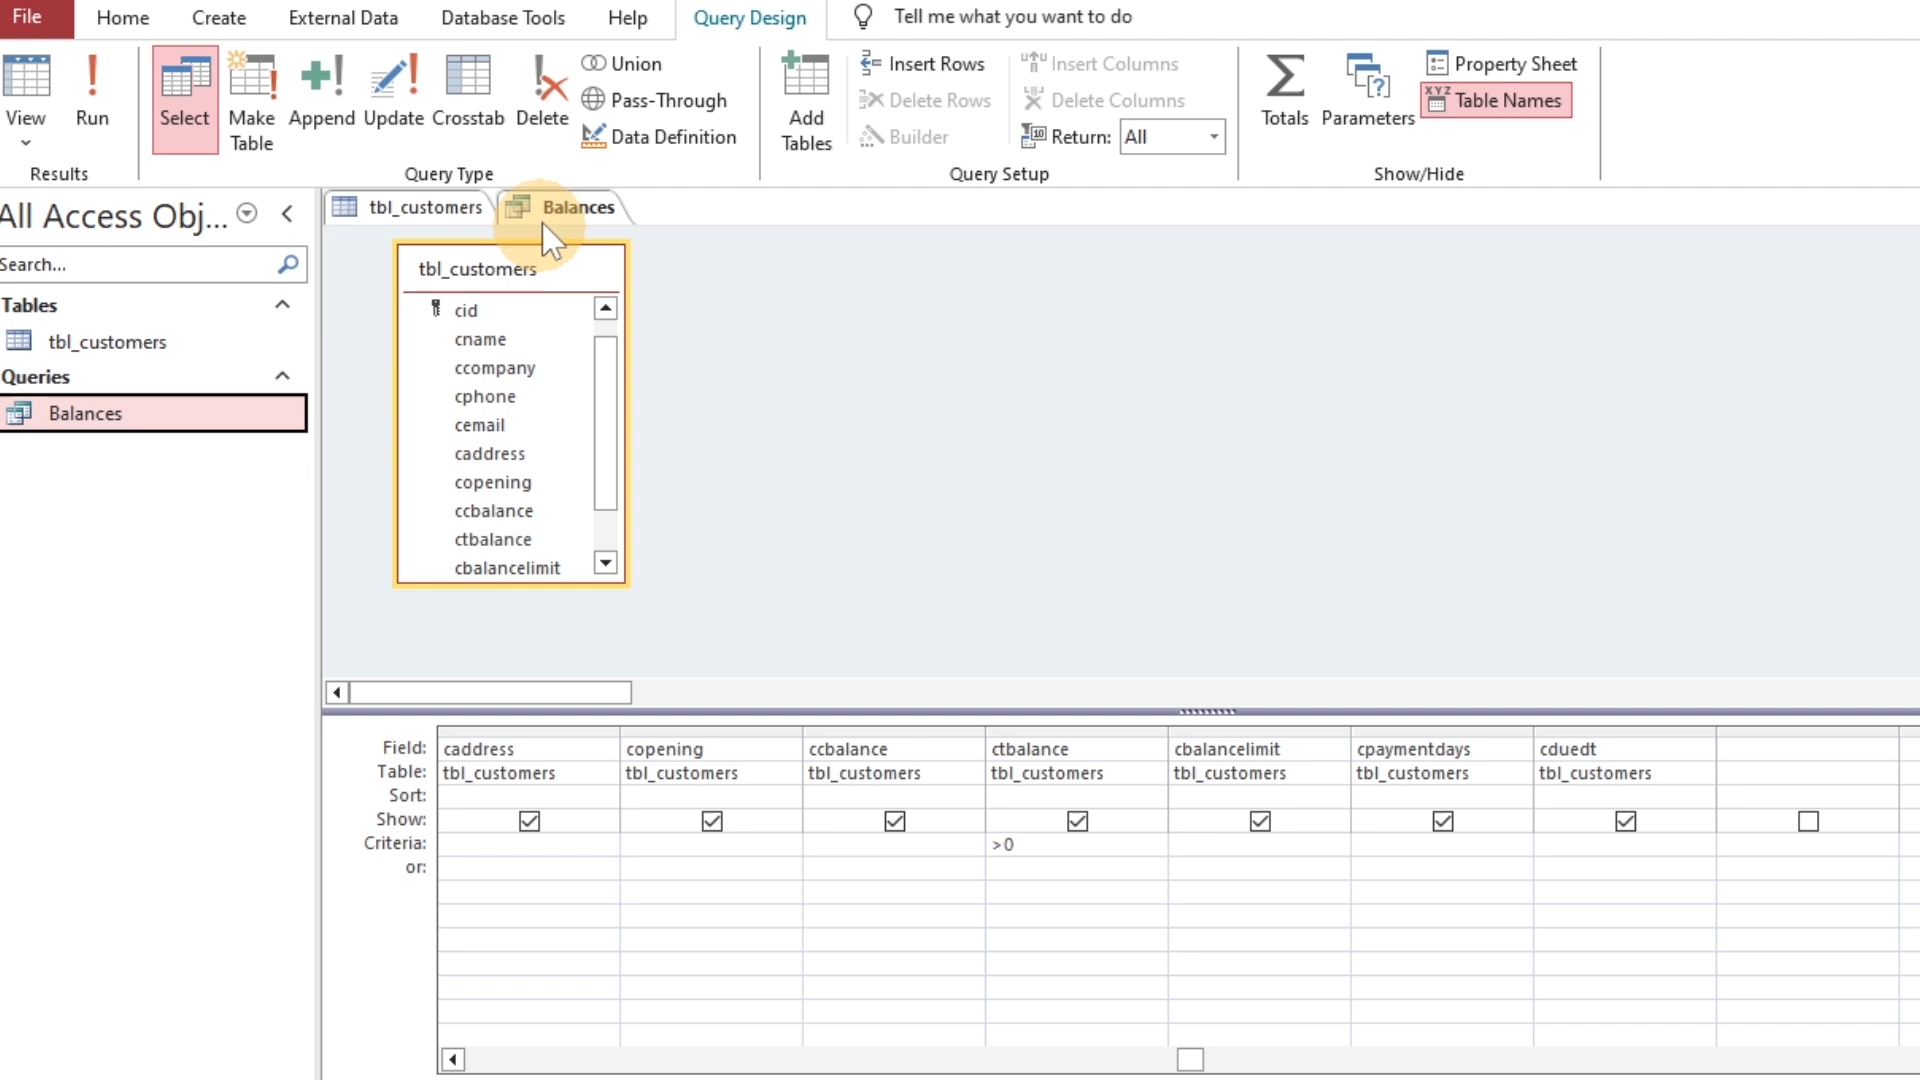 File Home Create External Data Database Tools Help Query Design Tell me what you want to do
View Run Select Make Table Append Update Crosstab Delete
Union
Pass-Through
Data Definition
Add Tables
Insert Rows
Delete Rows
Builder
Insert Columns
Delete Columns
Return: All
Totals Parameters
Property Sheet
XYZ Table Names
Results Query Type Query Setup Show/Hide
All Access Obj...
Search...
Tables
tbl_customers
Queries
Balances
tbl_customers Balances
tbl_customers
cid
cname
ccompany
cphone
cemail
caddress
copening
ccbalance
ctbalance
cbalancelimit
Field: caddress copening ccbalance ctbalance cbalancelimit cpaymentdays cduedt
Table: tbl_customers tbl_customers tbl_customers tbl_customers tbl_customers tbl_customers tbl_customers
Sort:
Show:
Criteria: >0
or: